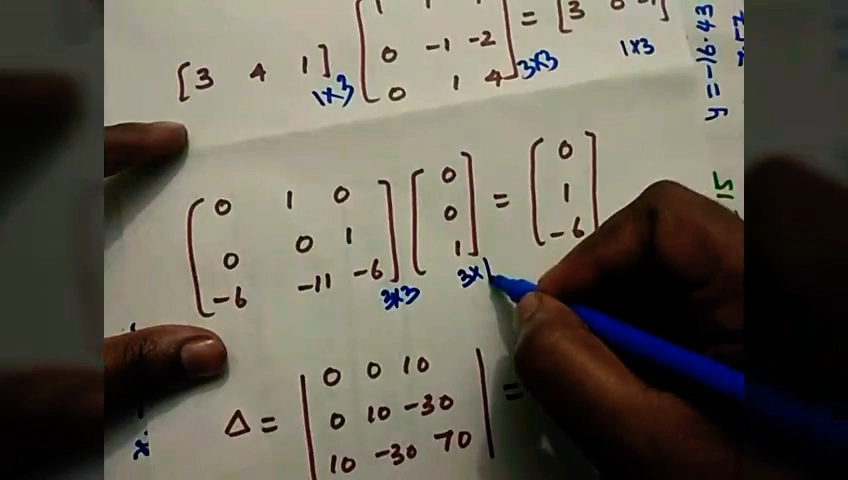 [3 4 1] 1x3 [0 -1 -2 0 1 4] 3x3 = [3 0 -1] 1x3
[0 1 0 0 0 1 -6 -11 -6] 3x3 [0 0 1] 3x1 = [0 1 -6]
Δ = |0 0 10 0 10 -30 10 -30 70| =
y = -16.43
15